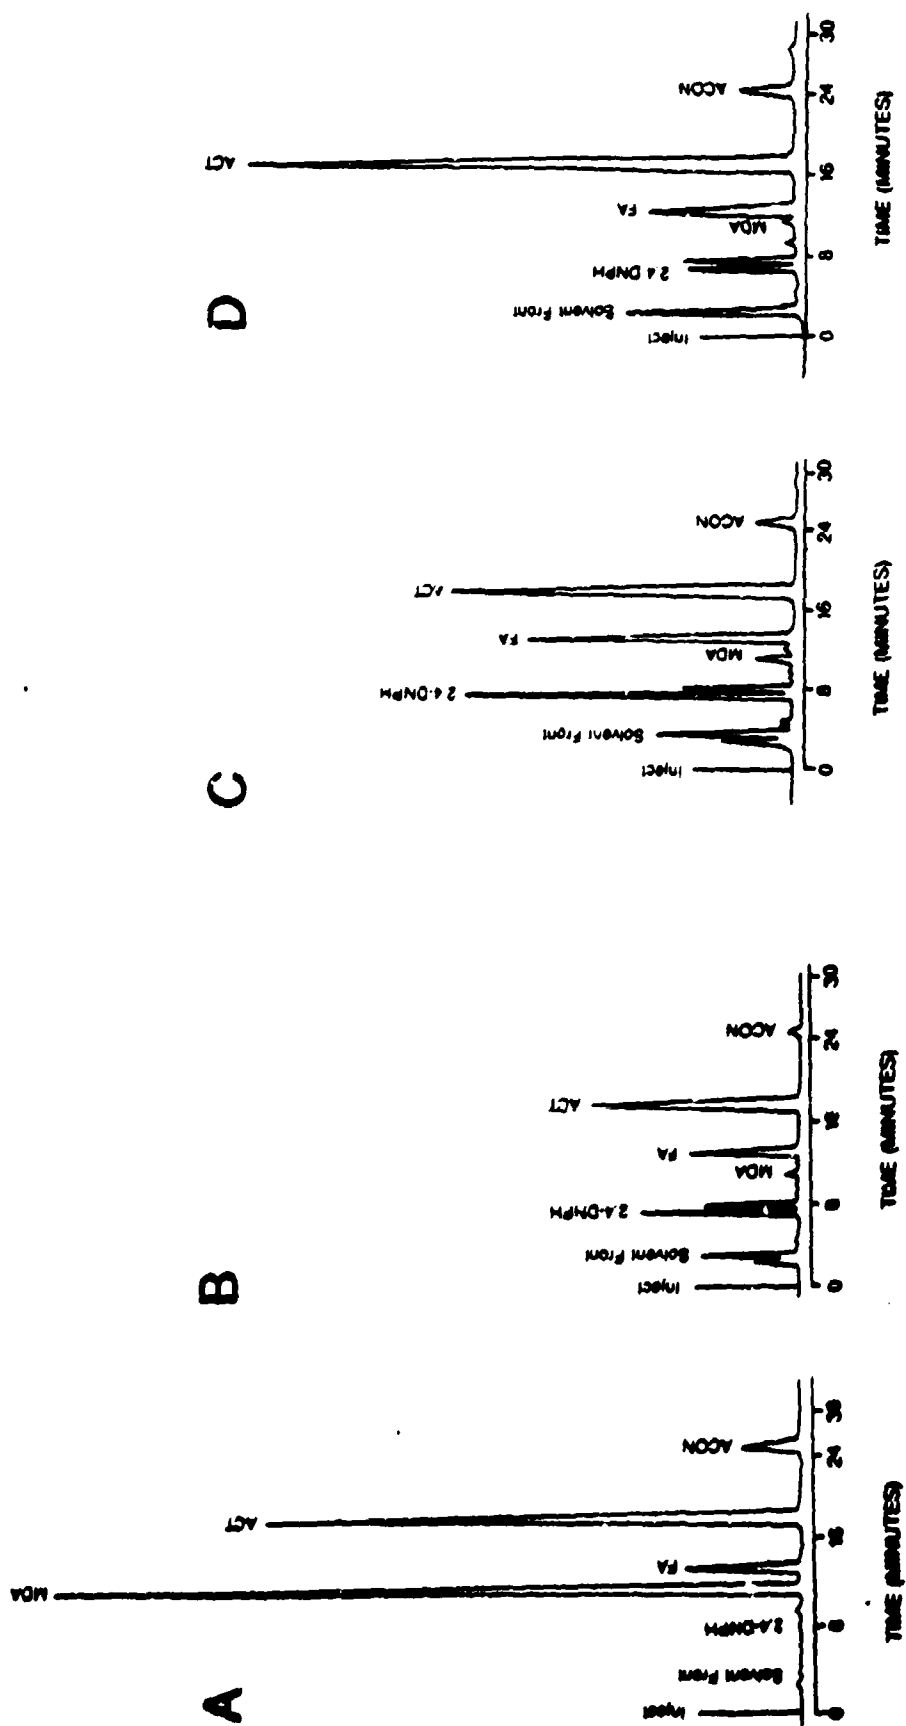 A
MDA
ACT
FA
ACON
2,4-DNPH
Solvent Front
Inject
0 8 16 24 30
TIME (MINUTES)
B
ACT
FA
MDA
ACON
2,4-DNPH
Solvent Front
Inject
0 8 16 24 30
TIME (MINUTES)
C
2,4-DNPH
FA
ACT
MDA
ACON
Solvent Front
Inject
0 8 16 24 30
TIME (MINUTES)
D
ACT
FA
MDA
ACON
2,4 DNPH
Solvent Front
Inject
0 8 16 24 30
TIME (MINUTES)